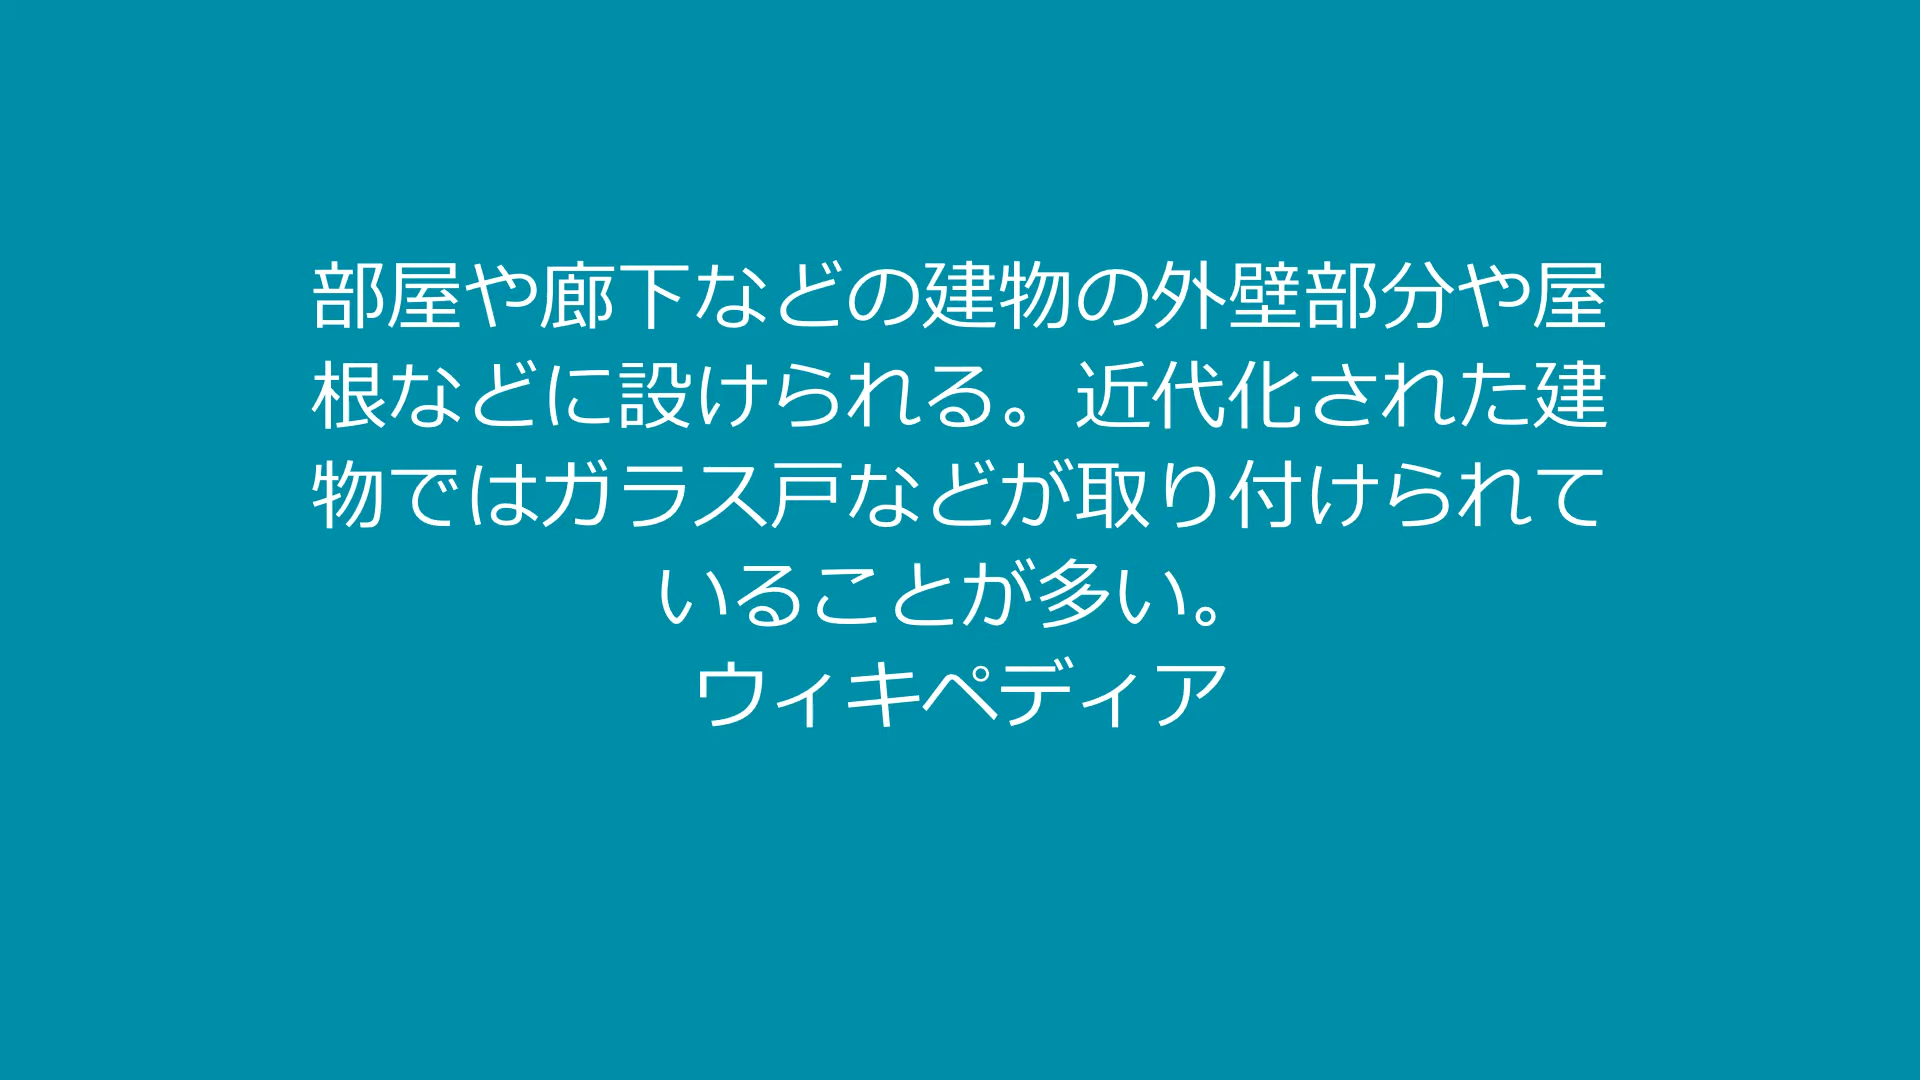 部屋や廊下などの建物の外壁部分や屋
根などに設けられる。近代化された建
物ではガラス戸などが取り付けられて
いることが多い。
ウィキペディア